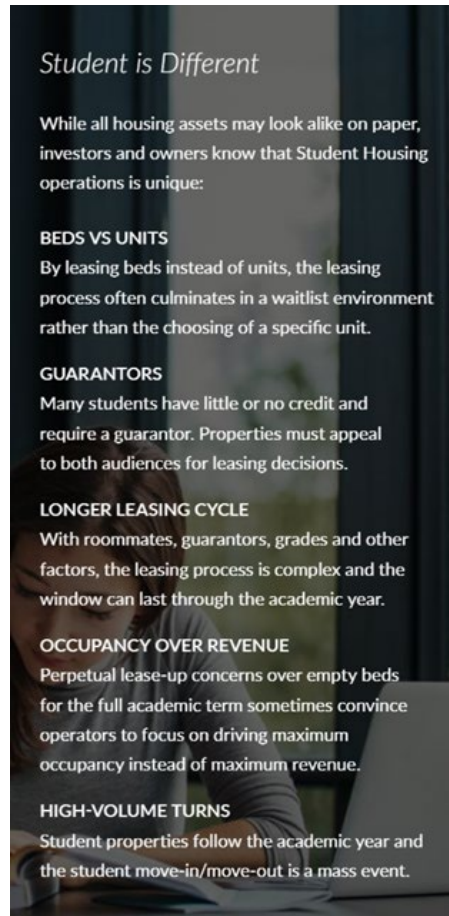 Student is Different
While all housing assets may look alike on paper,
investors and owners know that Student Housing
operations is unique:
BEDS VS UNITS
By leasing beds instead of units, the leasing
process often culminates in a waitlist environment
rather than the choosing of a specific unit.
GUARANTORS
Many students have little or no credit and
require a guarantor. Properties must appeal
to both audiences for leasing decisions.
LONGER LEASING CYCLE
With roommates, guarantors, grades and other
factors, the leasing process is complex and the
window can last through the academic year.
OCCUPANCY OVER REVENUE
Perpetual lease-up concerns over empty beds
for the full academic term sometimes convince
operators to focus on driving maximum
occupancy instead of maximum revenue.
HIGH-VOLUME TURNS
Student properties follow the academic year and
the student move-in/move-out is a mass event.